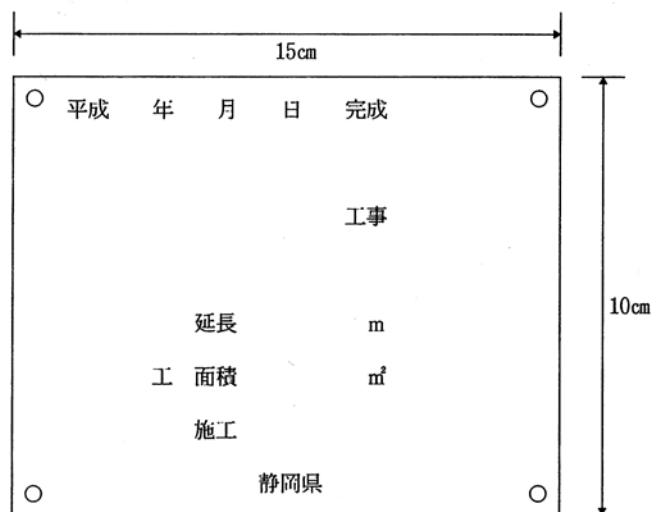 15cm
平成 年 月 日 完成
工事
10cm
延長 m
工 面積 ㎡
施工
静岡県